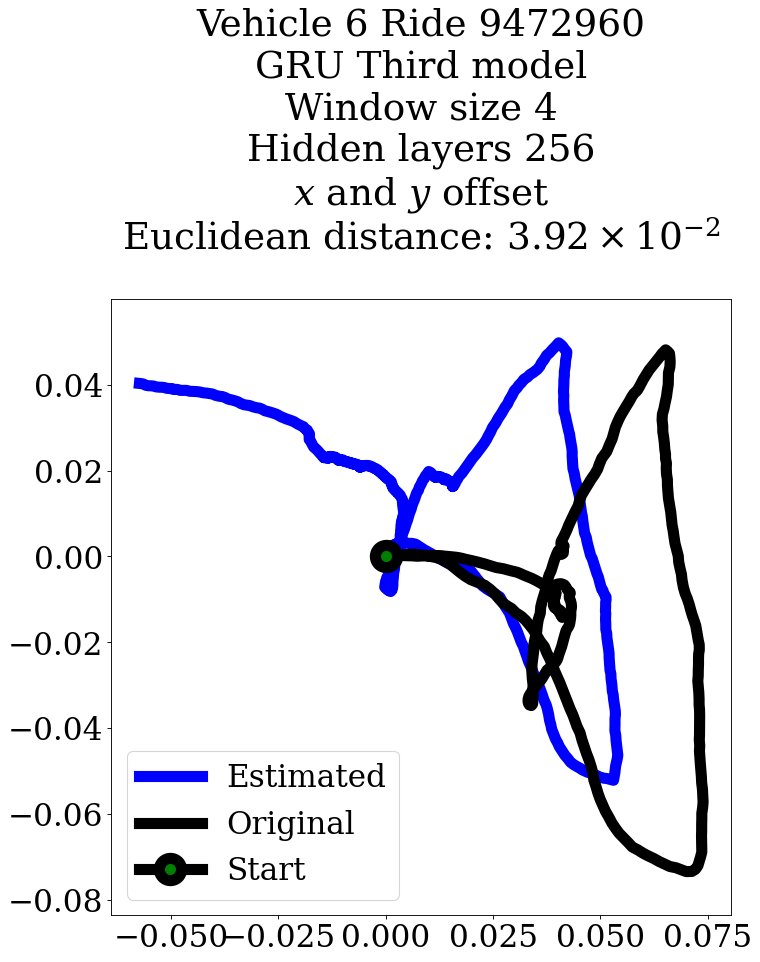 Vehicle 6 Ride 9472960
GRU Third model
Window size 4
Hidden layers 256
x and y offset
Euclidean distance: 3.92 × 10⁻²
0.04
0.02
0.00
−0.02
−0.04
−0.06
−0.08
Estimated
Original
Start
−0.050 −0.025 0.000 0.025 0.050 0.075